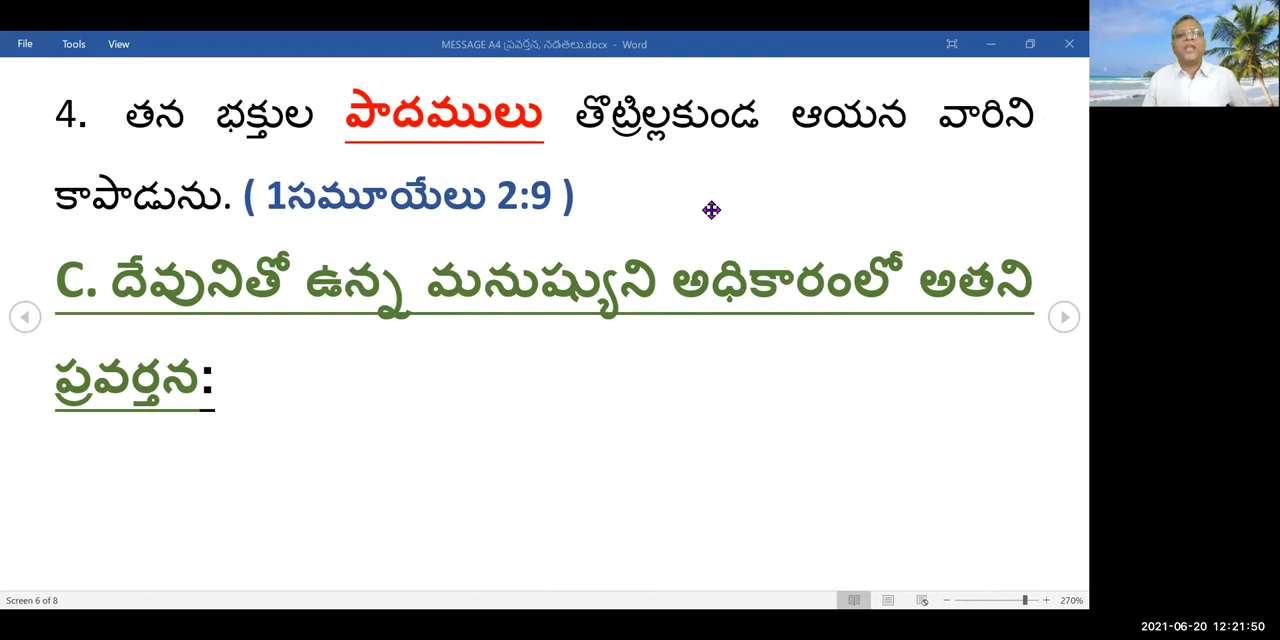 File Tools View MESSAGE A4 ప్రవర్తన, నడతలు.docx - Word
4. తన భక్తుల పాదములు తొట్రిల్లకుండ ఆయన వారిని
కాపాడును. ( 1సమూయేలు 2:9 )
C. దేవునితో ఉన్న మనుష్యుని అధికారంలో అతని
ప్రవర్తన:
Screen 6 of 8 270%
2021-06-20 12:21:50